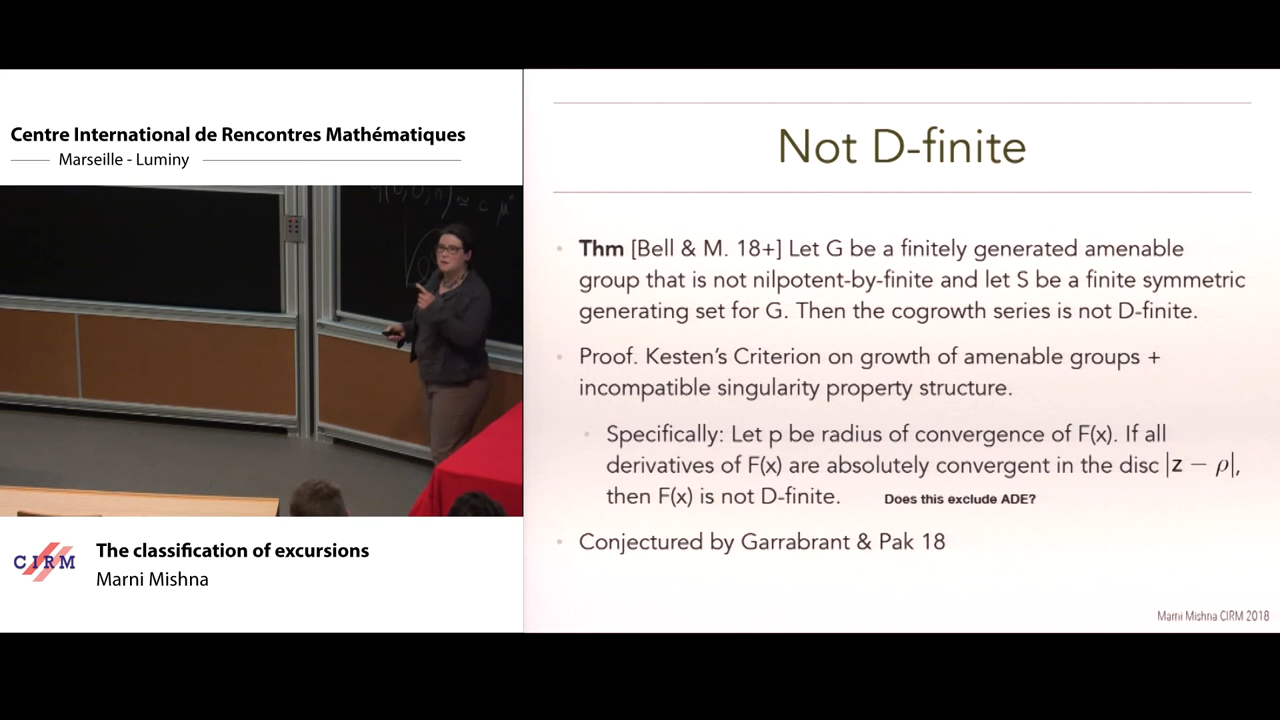 Centre International de Rencontres Mathématiques
Marseille - Luminy
CIRM
The classification of excursions
Marni Mishna
Not D-finite
Thm [Bell & M. 18+] Let G be a finitely generated amenable
group that is not nilpotent-by-finite and let S be a finite symmetric
generating set for G. Then the cogrowth series is not D-finite.
Proof. Kesten's Criterion on growth of amenable groups +
incompatible singularity property structure.
Specifically: Let p be radius of convergence of F(x). If all
derivatives of F(x) are absolutely convergent in the disc |z − ρ|,
then F(x) is not D-finite. Does this exclude ADE?
Conjectured by Garrabrant & Pak 18
Marni Mishna CIRM 2018